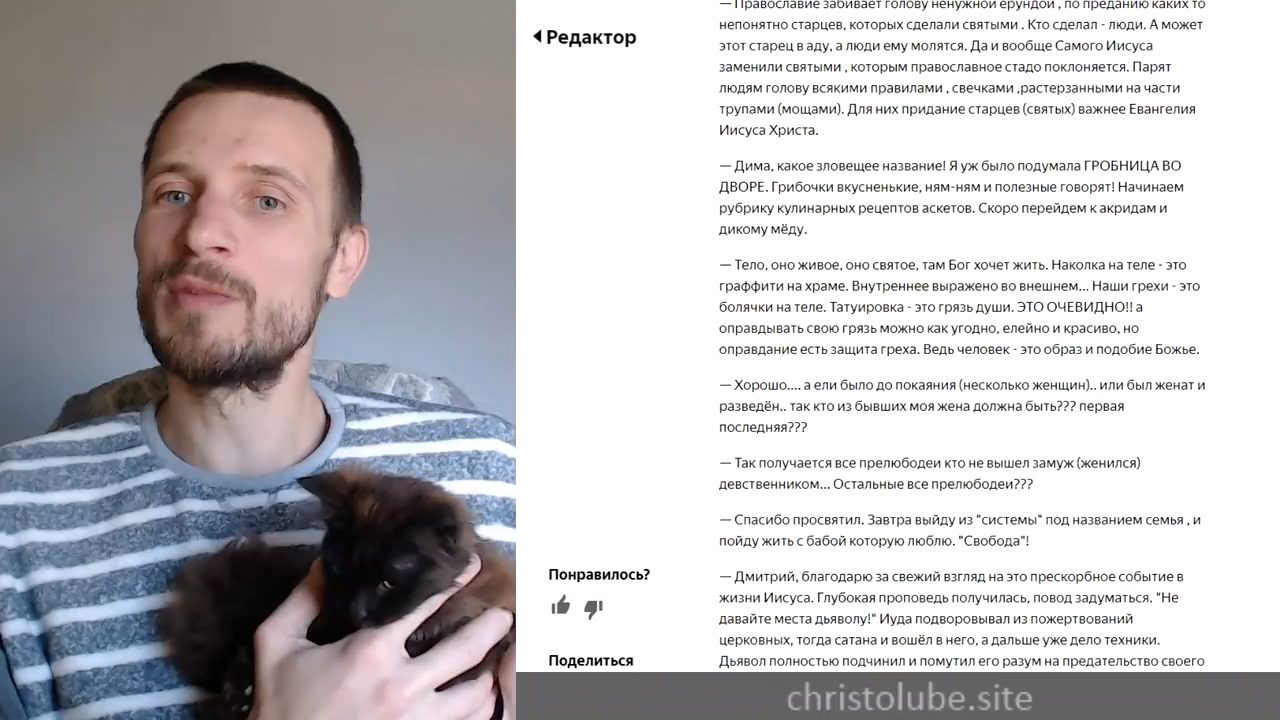 — Православие забивает голову ненужной ерундой , по преданию каких то
непонятно старцев, которых сделали святыми . Кто сделал - люди. А может
этот старец в аду, а люди ему молятся. Да и вообще Самого Иисуса
заменили святыми , которым православное стадо поклоняется. Парят
людям голову всякими правилами , свечками ,растерзанными на части
трупами (мощами). Для них придание старцев (святых) важнее Евангелия
Иисуса Христа.
◄ Редактор
— Дима, какое зловещее название! Я уж было подумала ГРОБНИЦА ВО
ДВОРЕ. Грибочки вкусненькие, ням-ням и полезные говорят! Начинаем
рубрику кулинарных рецептов аскетов. Скоро перейдем к акридам и
дикому мёду.
— Тело, оно живое, оно святое, там Бог хочет жить. Наколка на теле - это
граффити на храме. Внутреннее выражено во внешнем... Наши грехи - это
болячки на теле. Татуировка - это грязь души. ЭТО ОЧЕВИДНО!! а
оправдывать свою грязь можно как угодно, елейно и красиво, но
оправдание есть защита греха. Ведь человек - это образ и подобие Божье.
— Хорошо.... а ели было до покаяния (несколько женщин).. или был женат и
разведён.. так кто из бывших моя жена должна быть??? первая
последняя???
— Так получается все прелюбодеи кто не вышел замуж (женился)
девственником... Остальные все прелюбодеи???
— Спасибо просвятил. Завтра выйду из "системы" под названием семья , и
пойду жить с бабой которую люблю. "Свобода"!
— Дмитрий, благодарю за свежий взгляд на это прескорбное событие в
жизни Иисуса. Глубокая проповедь получилась, повод задуматься. "Не
давайте места дьяволу!" Иуда подворовывал из пожертвований
церковных, тогда сатана и вошёл в него, а дальше уже дело техники.
Дьявол полностью подчинил и помутил его разум на предательство своего
Понравилось?
Поделиться
christolube.site